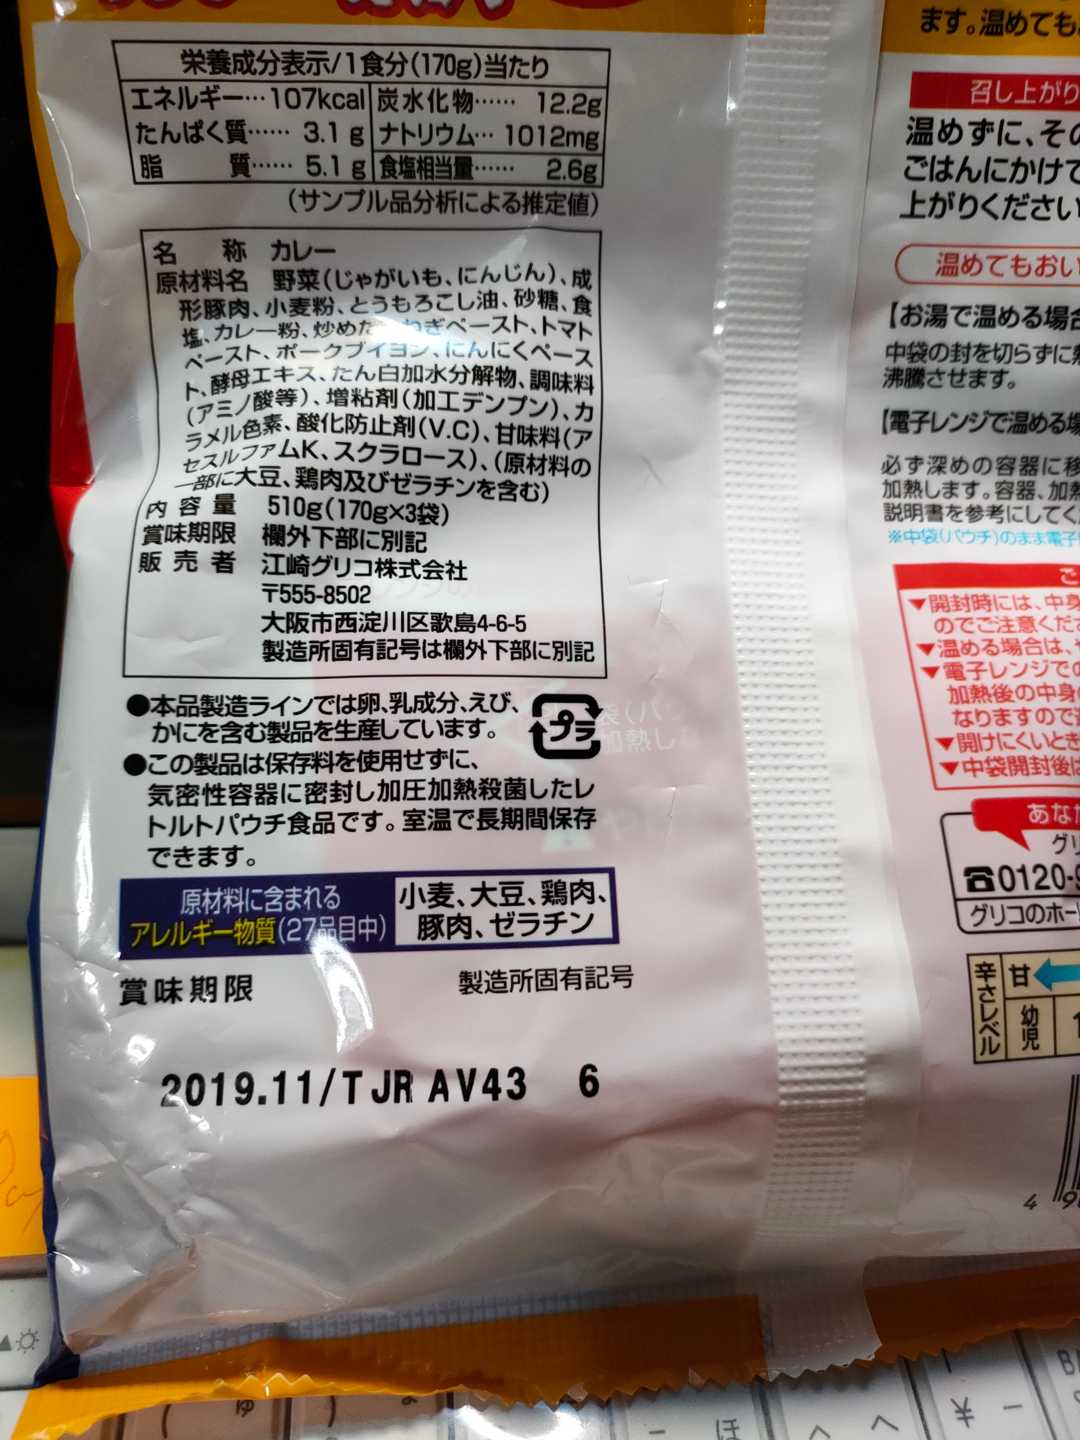 栄養成分表示/1食分(170g)当たり
エネルギー…107kcal 炭水化物…… 12.2g
たんぱく質…… 3.1g ナトリウム… 1012mg
脂　質…… 5.1g 食塩相当量…… 2.6g
(サンプル品分析による推定値)
名　称 カレー
原材料名 野菜(じゃがいも、にんじん)、成
形豚肉、小麦粉、とうもろこし油、砂糖、食
塩、カレー粉、炒めた ねぎペースト、トマト
ペースト、ポークブイヨン、にんにくペース
ト、酵母エキス、たん白加水分解物、調味料
(アミノ酸等)、増粘剤(加工デンプン)、カ
ラメル色素、酸化防止剤(V.C)、甘味料(ア
セスルファムK、スクラロース)、(原材料の
一部に大豆、鶏肉及びゼラチンを含む)
内容量 510g(170g×3袋)
賞味期限 欄外下部に別記
販売者 江崎グリコ株式会社
〒555-8502
大阪市西淀川区歌島4-6-5
製造所固有記号は欄外下部に別記
●本品製造ラインでは卵、乳成分、えび、
かにを含む製品を生産しています。
プラ
●この製品は保存料を使用せずに、
気密性容器に密封し加圧加熱殺菌したレ
トルトパウチ食品です。室温で長期間保存
できます。
原材料に含まれる
アレルギー物質(27品目中)
小麦、大豆、鶏肉、
豚肉、ゼラチン
賞味期限 製造所固有記号
2019.11/TJR AV43 6
ます。温めても
召し上がり
温めずに、その
ごはんにかけて
上がりください
温めてもおい
【お湯で温める場合
中袋の封を切らずに
沸騰させます。
【電子レンジで温める場
必ず深めの容器に移
加熱します。容器、加熱
説明書を参考にしてく
※中袋(パウチ)のまま電子
ご
▼開封時には、中身
のでご注意くださ
▼温める場合は、
▼電子レンジでの
加熱後の中身
なりますので
▼開けにくいとき
▼中袋開封後は
あなた
グリ
☎0120-9
グリコのホー
辛さレベル
甘
幼児
1
4
ゅ
ょ
ほ
へ
¥